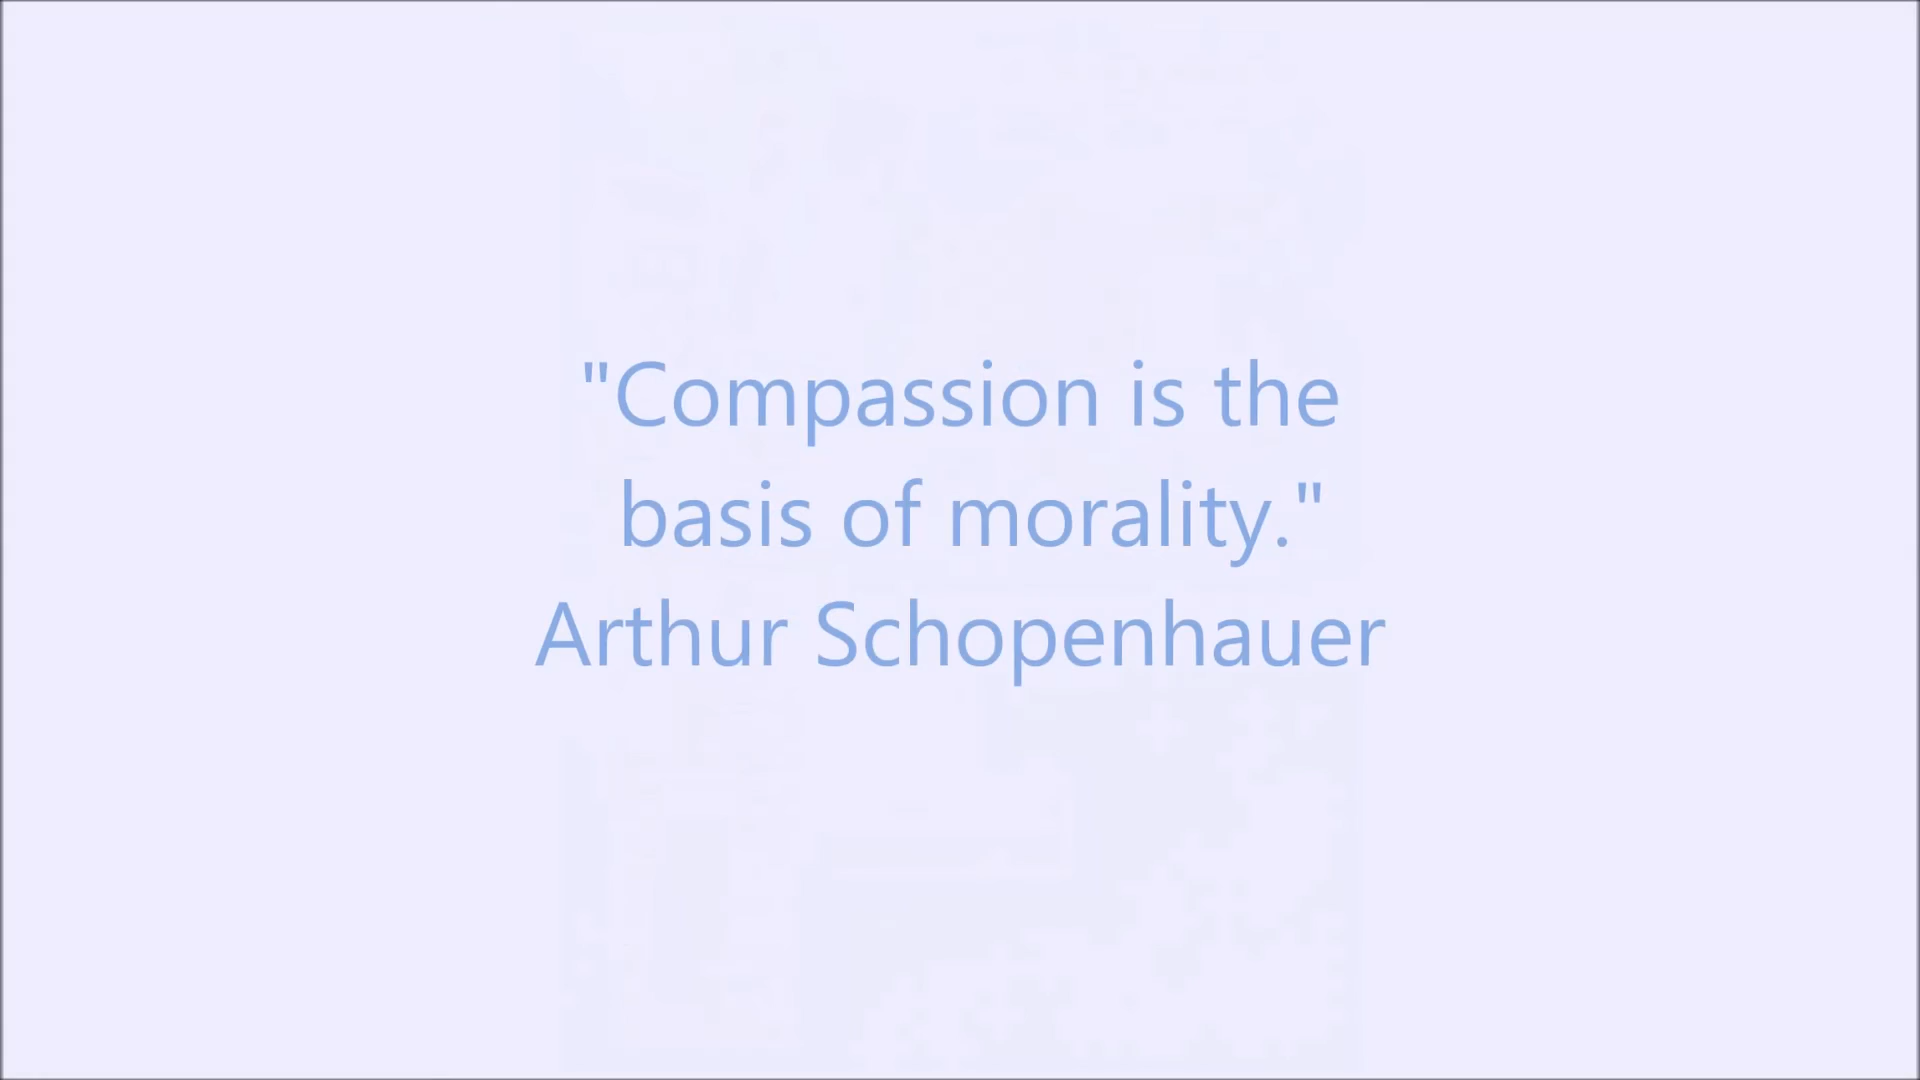 "Compassion is the
basis of morality."
Arthur Schopenhauer